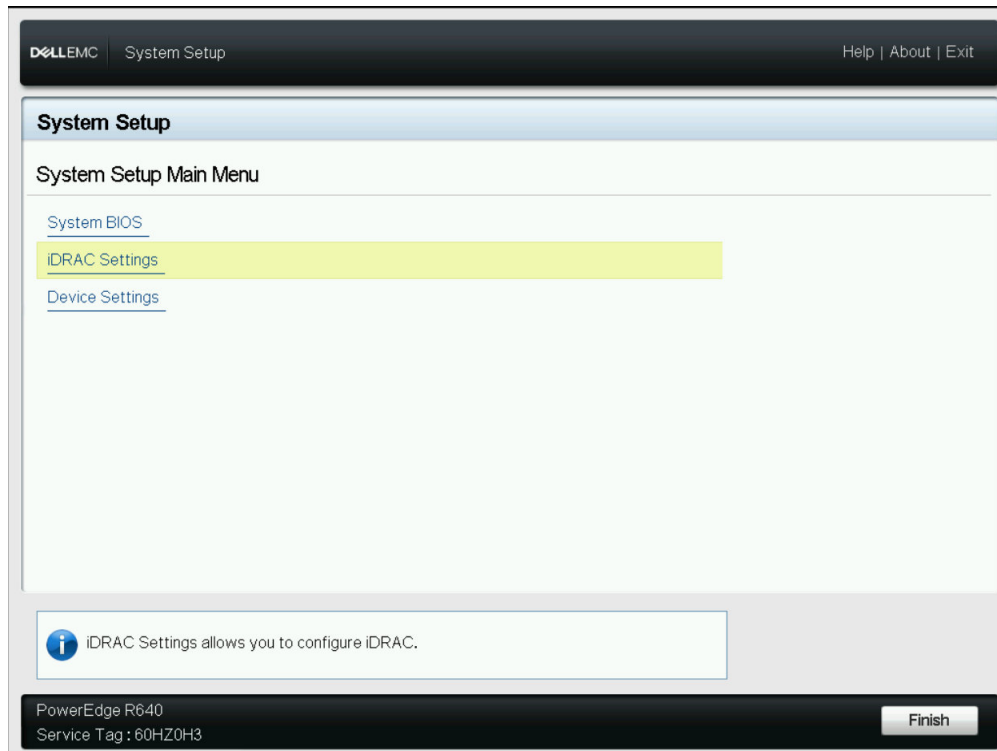 DELLEMC System Setup Help | About | Exit
System Setup
System Setup Main Menu
System BIOS
iDRAC Settings
Device Settings
iDRAC Settings allows you to configure iDRAC.
PowerEdge R640
Service Tag : 60HZ0H3
Finish